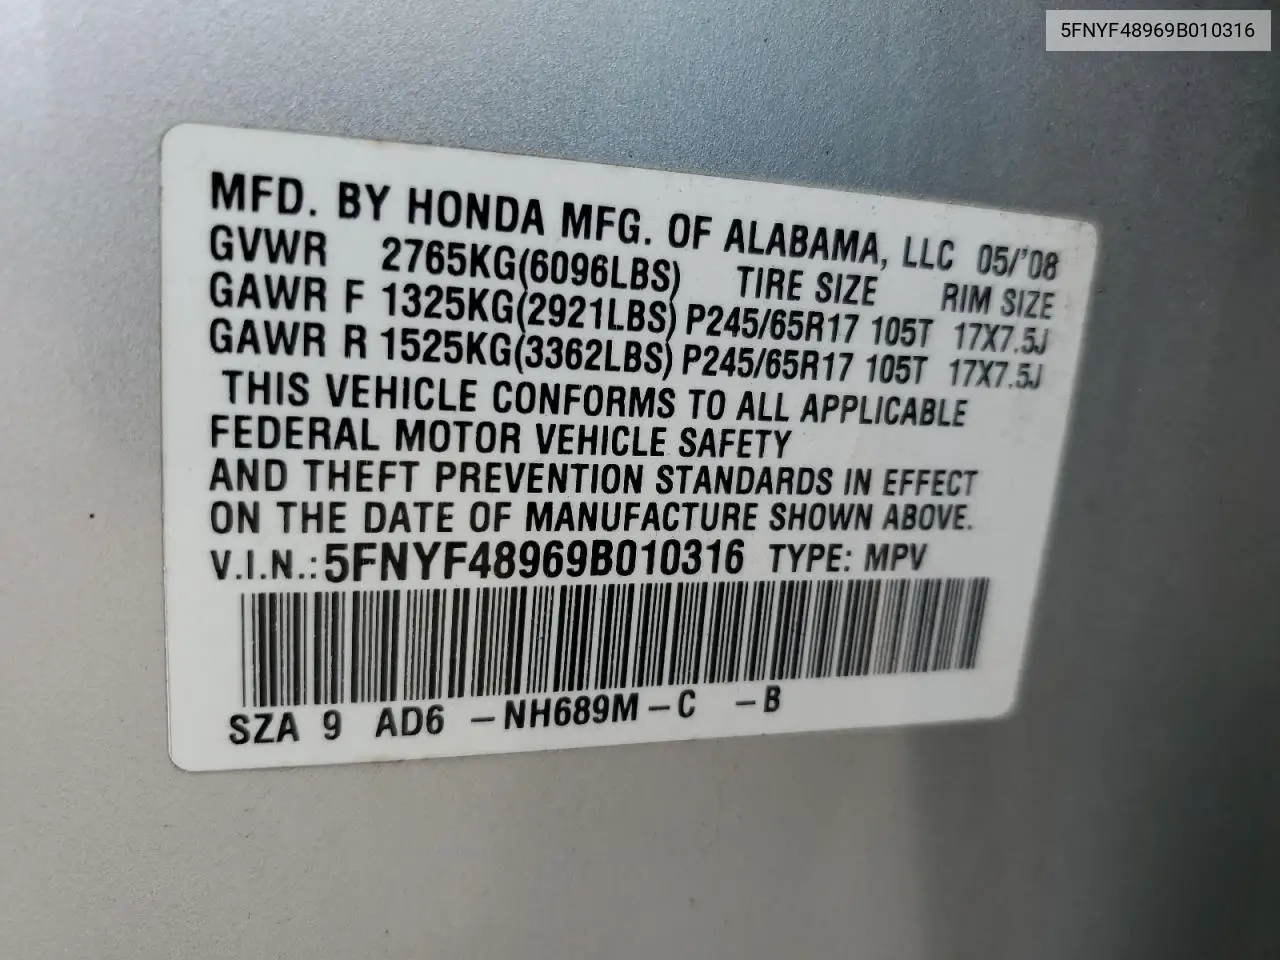 5FNYF48969B010316
MFD. BY HONDA MFG. OF ALABAMA, LLC 05/'08
GVWR 2765KG(6096LBS) TIRE SIZE RIM SIZE
GAWR F 1325KG(2921LBS) P245/65R17 105T 17X7.5J
GAWR R 1525KG(3362LBS) P245/65R17 105T 17X7.5J
THIS VEHICLE CONFORMS TO ALL APPLICABLE
FEDERAL MOTOR VEHICLE SAFETY
AND THEFT PREVENTION STANDARDS IN EFFECT
ON THE DATE OF MANUFACTURE SHOWN ABOVE.
V.I.N.: 5FNYF48969B010316 TYPE: MPV
SZA 9 AD6 -NH689M-C -B